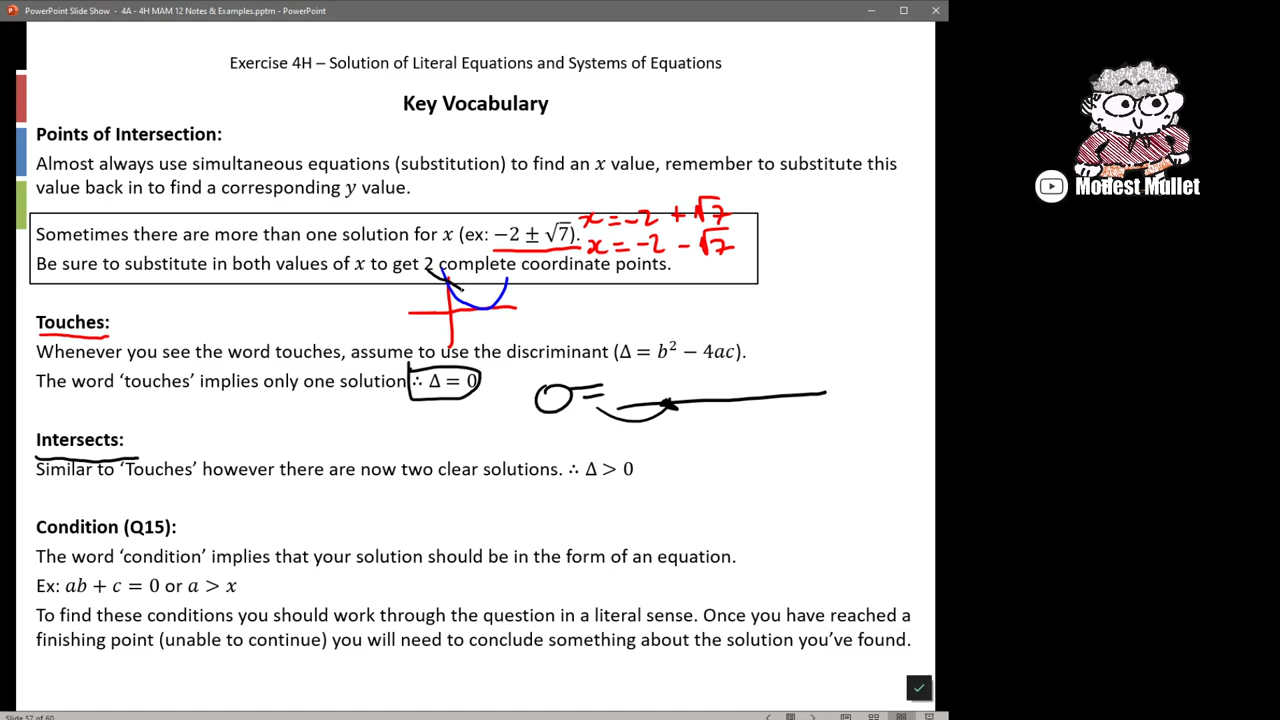 PowerPoint Slide Show - 4A - 4H MAM 12 Notes & Examples.pptm - PowerPoint
Exercise 4H – Solution of Literal Equations and Systems of Equations
Key Vocabulary
Points of Intersection:
Almost always use simultaneous equations (substitution) to find an x value, remember to substitute this
value back in to find a corresponding y value.
x = -2 + √7
Sometimes there are more than one solution for x (ex: −2 ± √7).
x = -2 - √7
Be sure to substitute in both values of x to get 2 complete coordinate points.
Touches:
Whenever you see the word touches, assume to use the discriminant (Δ = b² − 4ac).
The word 'touches' implies only one solution ∴ Δ = 0
0 =
Intersects:
Similar to 'Touches' however there are now two clear solutions. ∴ Δ > 0
Condition (Q15):
The word 'condition' implies that your solution should be in the form of an equation.
Ex: ab + c = 0 or a > x
To find these conditions you should work through the question in a literal sense. Once you have reached a
finishing point (unable to continue) you will need to conclude something about the solution you've found.
Slide 57 of 60
Modest Mullet